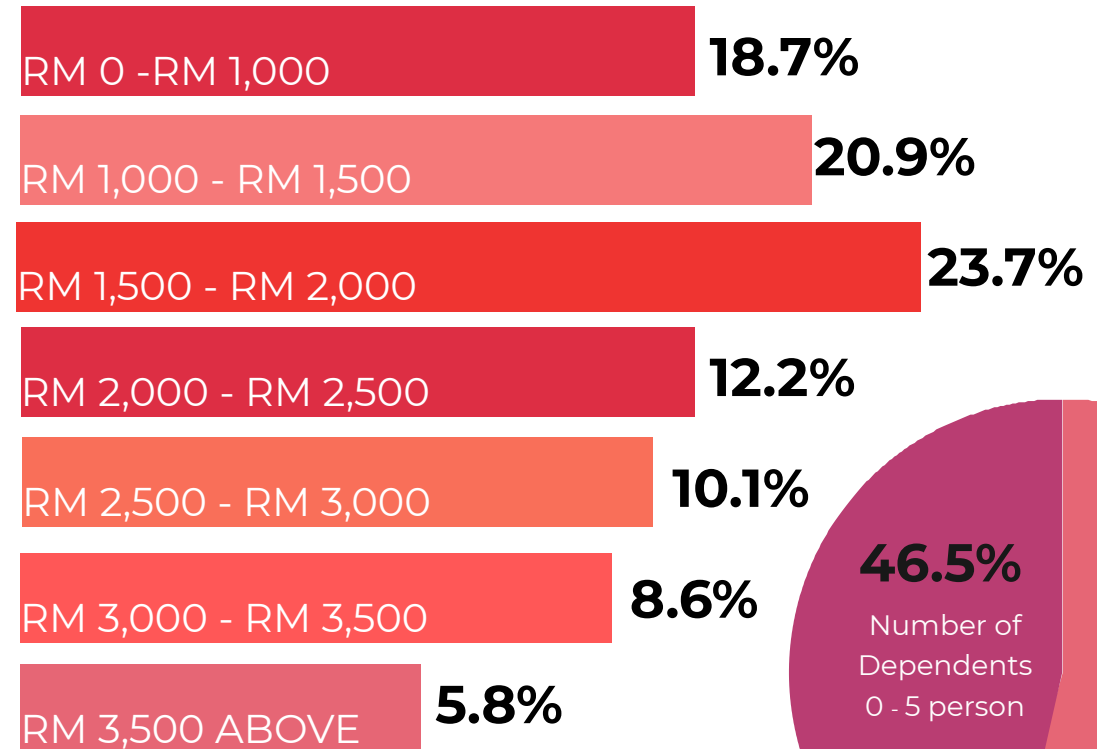 RM 0 -RM 1,000
18.7%
RM 1,000 - RM 1,500
20.9%
RM 1,500 - RM 2,000
23.7%
RM 2,000 - RM 2,500
12.2%
RM 2,500 - RM 3,000
10.1%
RM 3,000 - RM 3,500
8.6%
RM 3,500 ABOVE
5.8%
46.5%
Number of
Dependents
0 - 5 person